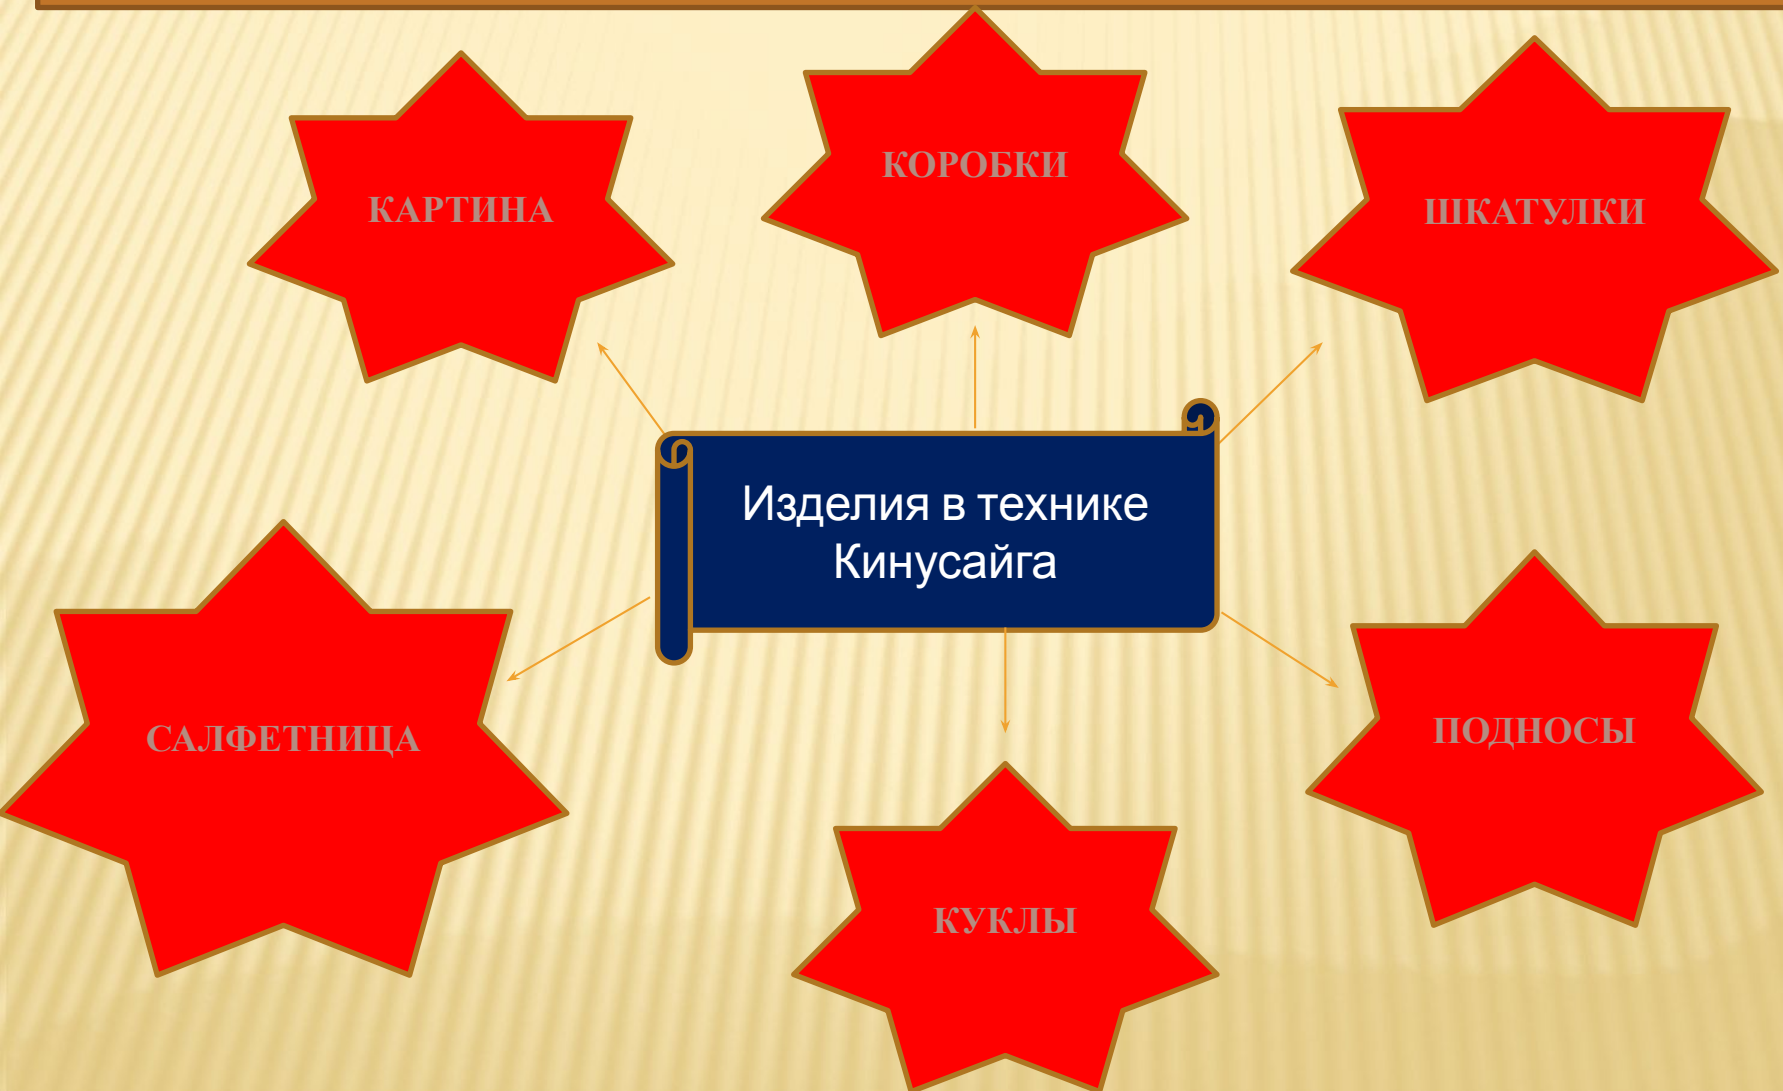 КАРТИНА
КОРОБКИ
ШКАТУЛКИ
Изделия в технике
Кинусайга
САЛФЕТНИЦА
ПОДНОСЫ
КУКЛЫ